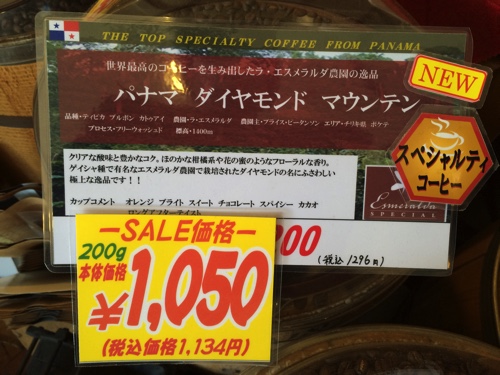 THE TOP SPECIALTY COFFEE FROM PANAMA
世界最高のコーヒーを生み出したラ・エスメラルダ農園の逸品
パナマ ダイヤモンド マウンテン
品種・ティピカ ブルボン カトゥアイ 農園・ラ・エスメラルダ 農園主・プライス・ピータソン エリア・チリキ県 ボケテ
プロセス・フリーウォッシュド 標高・1400m
NEW
スペシャルティ
コーヒー
クリアな酸味と豊かなコク。ほのかな柑橘系や花の蜜のようなフローラルな香り。
ゲイシャ種で有名なエスメラルダ農園で栽培されたダイヤモンドの名にふさわしい
極上な逸品です!!
カップコメント オレンジ ブライト スイート チョコレート スパイシー カカオ
ロングアフターテイスト
Esmeralda
SPECIAL
00
(税込 1296円)
ーSALE価格ー
200g
本体価格
¥1,050
(税込価格1,134円)